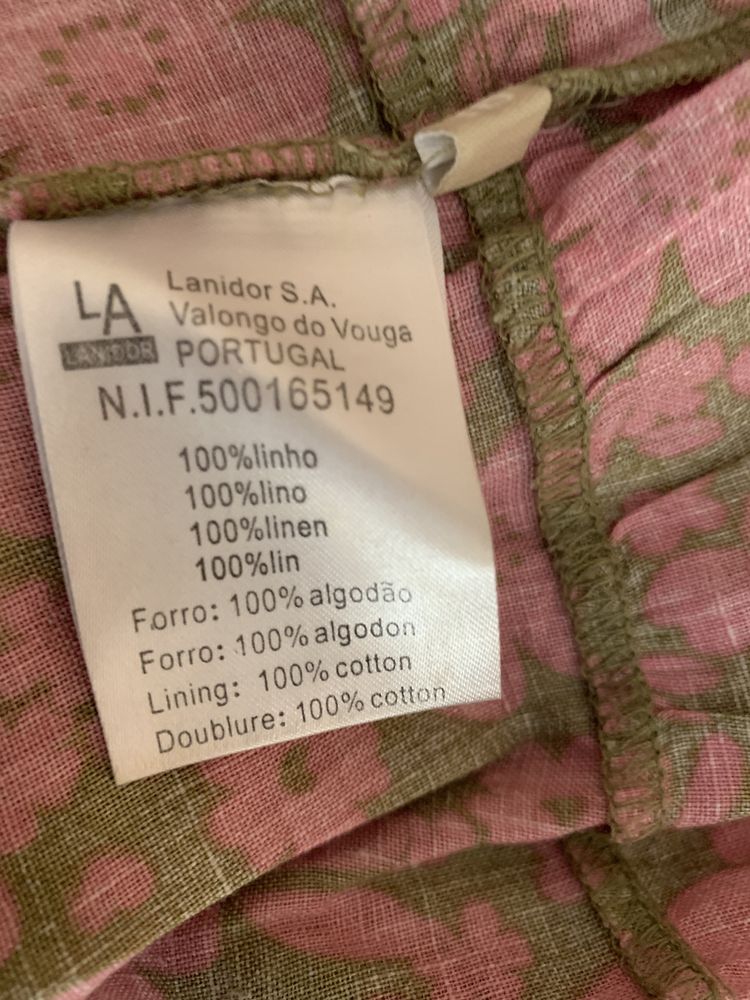 LA
LANIDOR
Lanidor S.A.
Valongo do Vouga
PORTUGAL
N.I.F.500165149
100%linho
100%lino
100%linen
100%lin
Forro: 100% algodão
Forro: 100% algodon
Lining: 100% cotton
Doublure: 100% cotton